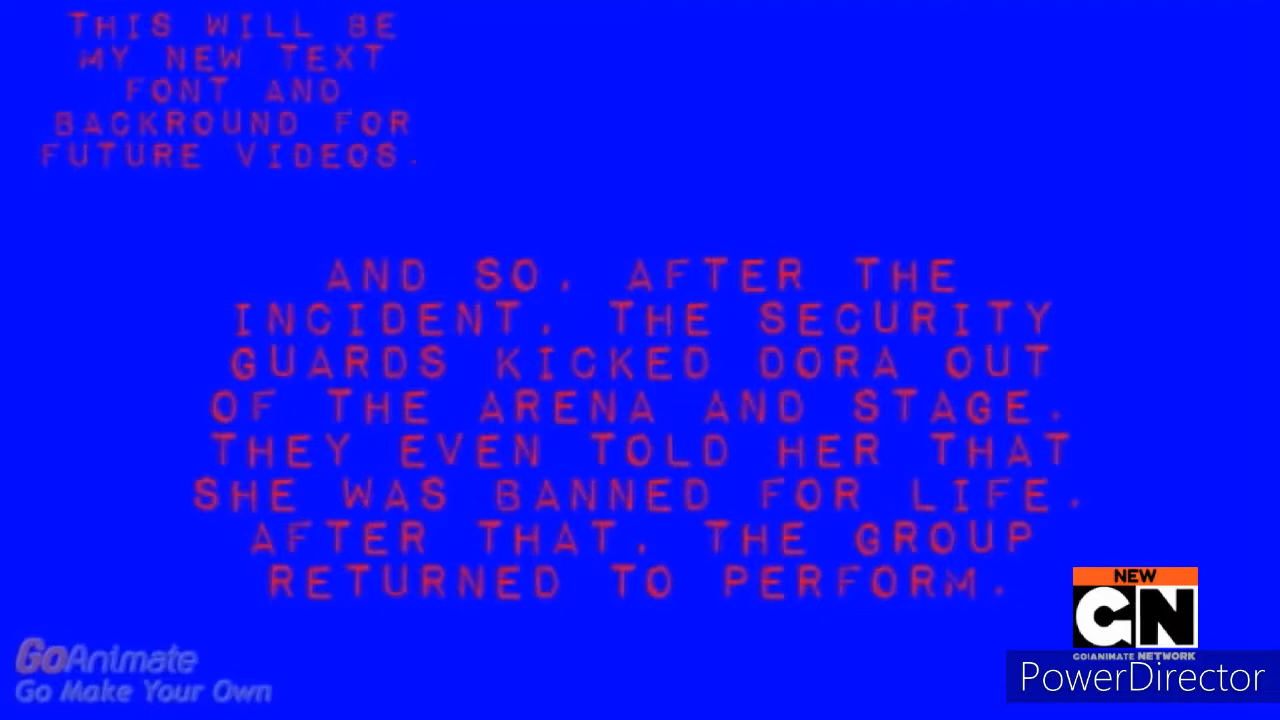 THIS WILL BE
MY NEW TEXT
FONT AND
BACKROUND FOR
FUTURE VIDEOS.
AND SO, AFTER THE
INCIDENT, THE SECURITY
GUARDS KICKED DORA OUT
OF THE ARENA AND STAGE.
THEY EVEN TOLD HER THAT
SHE WAS BANNED FOR LIFE.
AFTER THAT, THE GROUP
RETURNED TO PERFORM.
NEW
CN
GO!ANIMATE NETWORK
GoAnimate
Go Make Your Own
PowerDirector